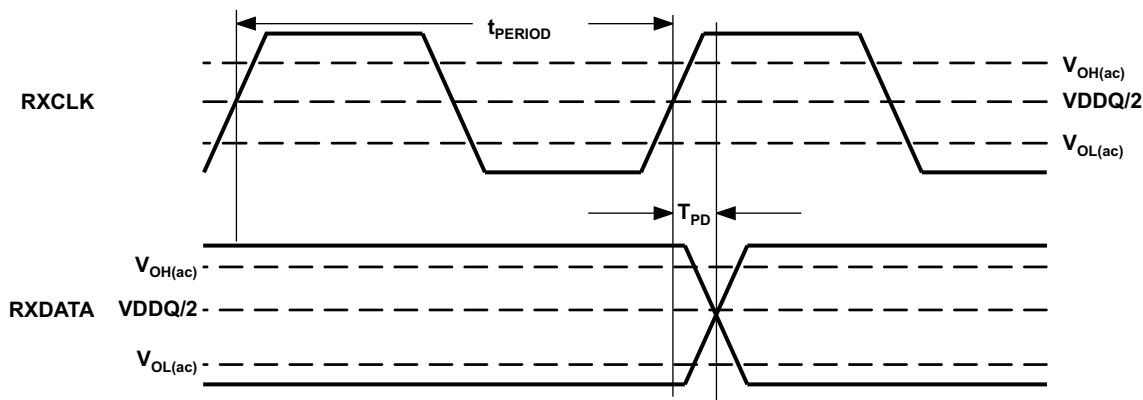 tPERIOD
VOH(ac)
RXCLK
VDDQ/2
VOL(ac)
TPD
VOH(ac)
RXDATA VDDQ/2
VOL(ac)